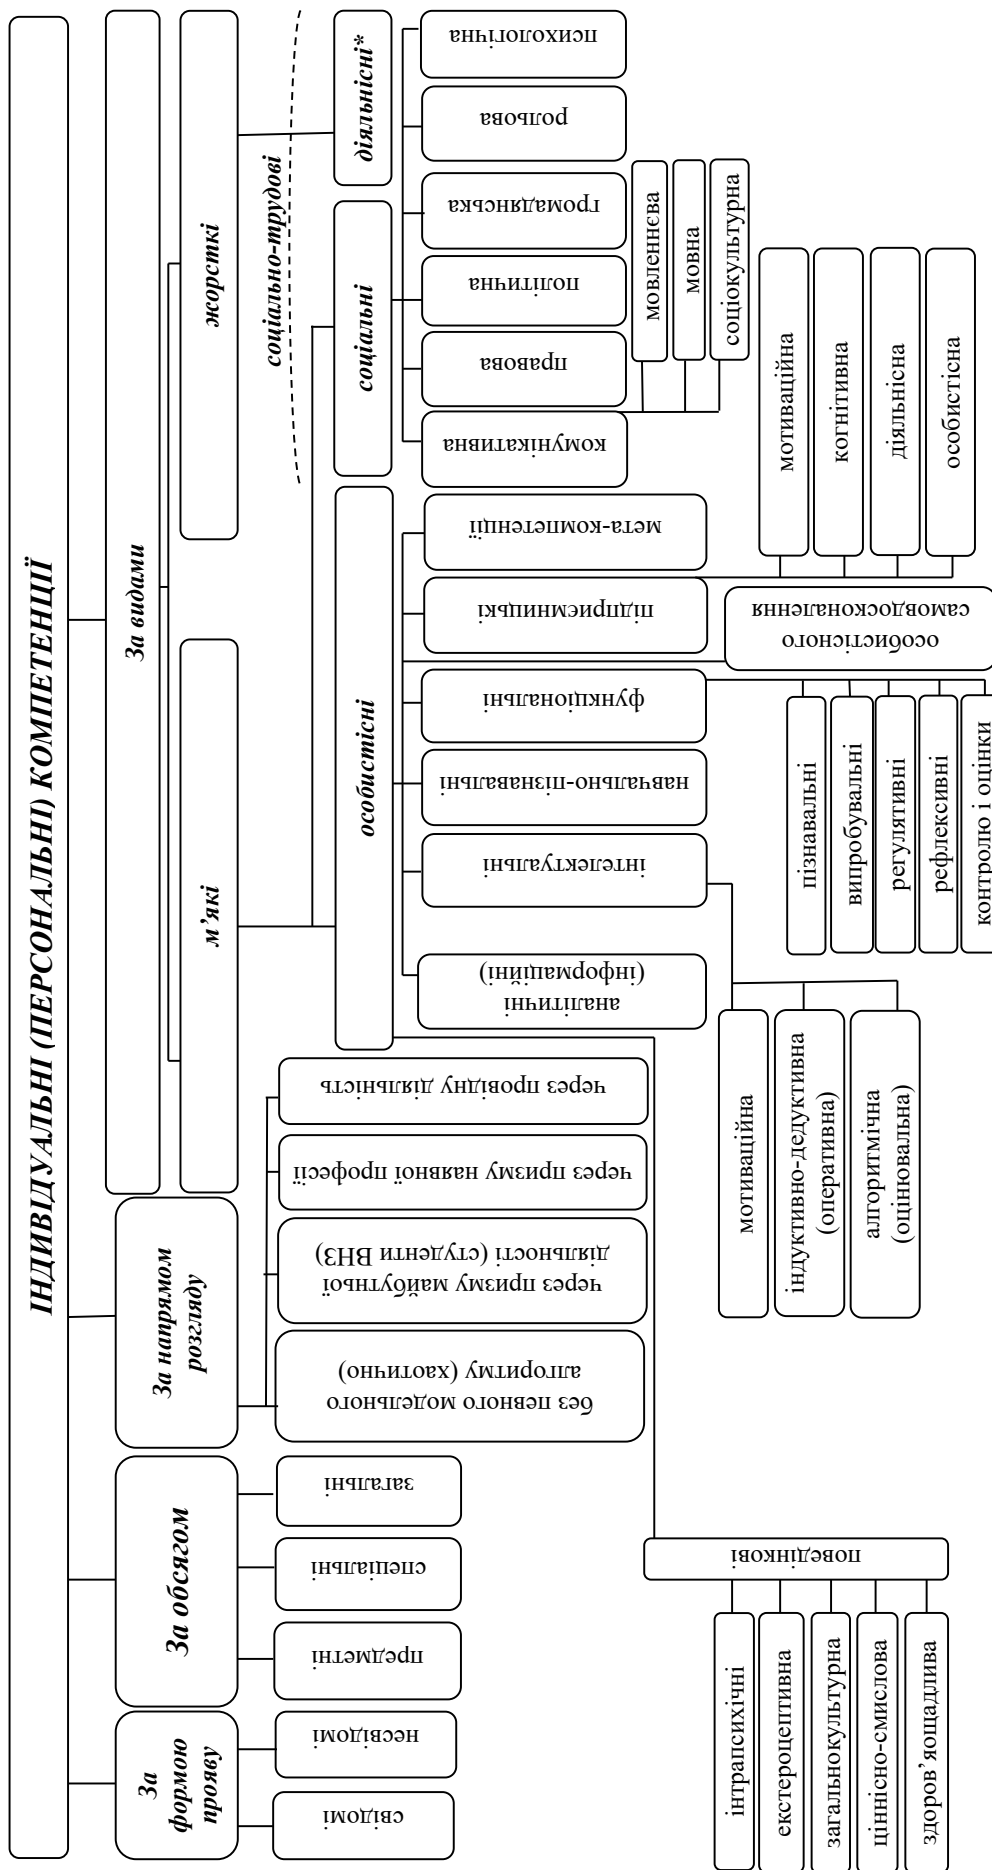 ІНДИВІДУАЛЬНІ (ПЕРСОНАЛЬНІ) КОМПЕТЕНЦІЇ
За
формою
прояву
За обсягом
За напрямом
розгляду
За видами
свідомі
несвідомі
предметні
спеціальні
загальні
без певного модельного
алгоритму (хаотично)
через призму майбутньої
діяльності (студенти ВНЗ)
через призму наявної професії
через провідну діяльність
м’які
жорсткі
соціально-трудові
особистісні
соціальні
діяльнісні*
аналітичні
(інформаційні)
інтелектуальні
навчально-пізнавальні
функціональні
підприємницькі
мета-компетенції
комунікативна
правова
політична
громадянська
рольова
психологічна
мовленнєва
мовна
соціокультурна
особистісного
самовдосконалення
мотиваційна
когнітивна
діяльнісна
особистісна
пізнавальні
випробувальні
регулятивні
рефлексивні
контролю і оцінки
мотиваційна
індуктивно-дедуктивна
(оперативна)
алгоритмічна
(оцінювальна)
поведінкові
інтрапсихічні
екстероцептивна
загальнокультурна
ціннісно-смислова
здоров’ящадлива